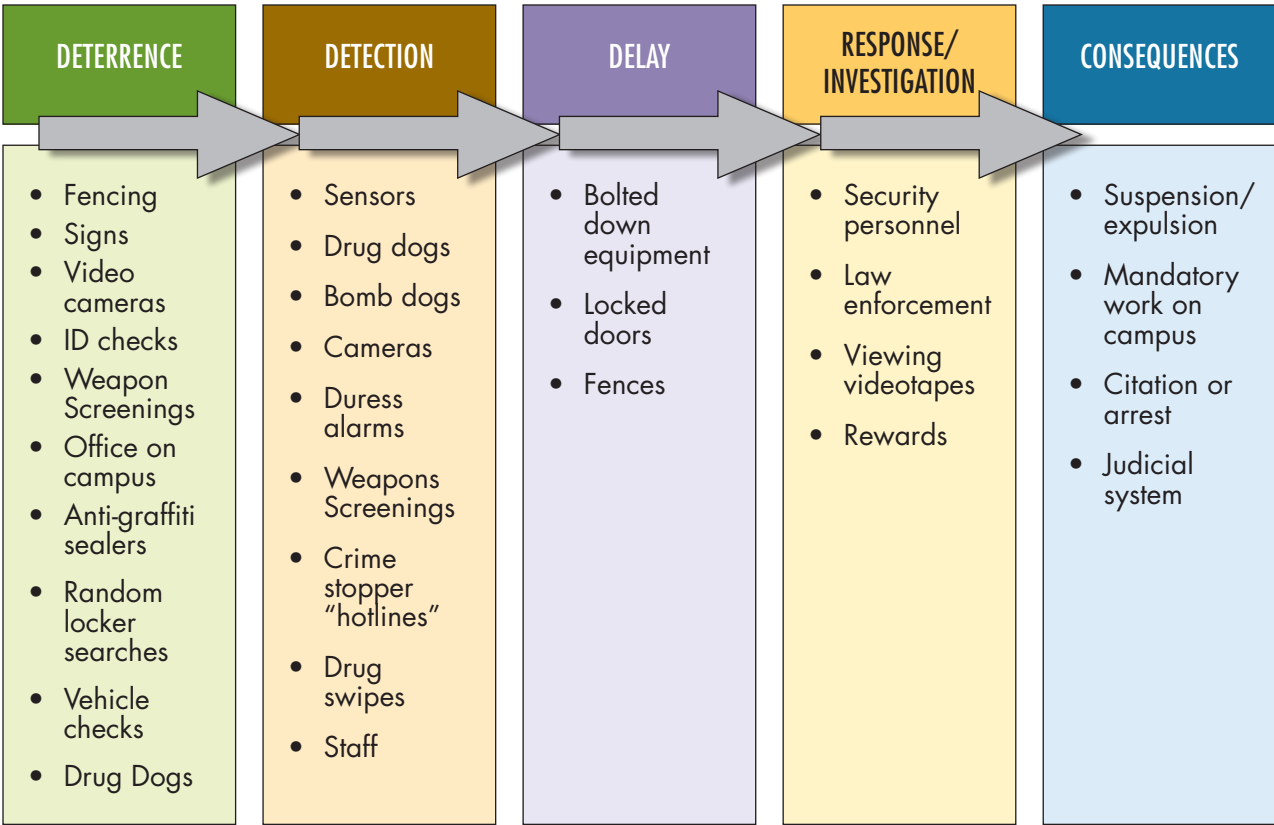 DETERRENCE
Fencing
Signs
Video
cameras
ID checks
Weapon
Screenings
Office on
campus
Anti-graffiti
sealers
Random
locker
searches
Vehicle
checks
Drug Dogs
DETECTION
Sensors
Drug dogs
Bomb dogs
Cameras
Duress
alarms
Weapons
Screenings
Crime
stopper
“hotlines”
Drug
swipes
Staff
DELAY
Bolted
down
equipment
Locked
doors
Fences
RESPONSE/
INVESTIGATION
Security
personnel
Law
enforcement
Viewing
videotapes
Rewards
CONSEQUENCES
Suspension/
expulsion
Mandatory
work on
campus
Citation or
arrest
Judicial
system